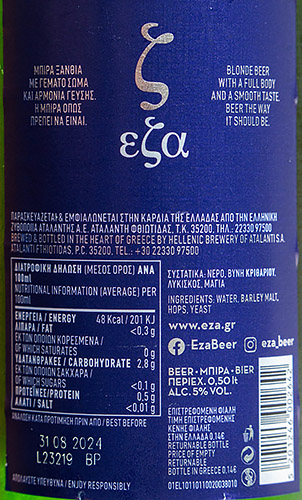 ΜΠΙΡΑ ΞΑΝΘΙΑ
ΜΕ ΓΕΜΑΤΟ ΣΩΜΑ
ΚΑΙ ΑΡΜΟΝΙΑ ΓΕΥΣΗΣ.
Η ΜΠΙΡΑ ΟΠΩΣ
ΠΡΕΠΕΙ ΝΑ ΕΙΝΑΙ.
ζ
εζα
BLONDE BEER
WITH A FULL BODY
AND A SMOOTH TASTE.
BEER THE WAY
IT SHOULD BE.
ΠΑΡΑΣΚΕΥΑΖΕΤΑΙ & ΕΜΦΙΑΛΩΝΕΤΑΙ ΣΤΗΝ ΚΑΡΔΙΑ ΤΗΣ ΕΛΛΑΔΟΣ ΑΠΟ ΤΗΝ ΕΛΛΗΝΙΚΗ
ΖΥΘΟΠΟΙΙΑ ΑΤΑΛΑΝΤΗΣ Α.Ε. ΑΤΑΛΑΝΤΗ ΦΘΙΩΤΙΔΑΣ, Τ.Κ. 35200, ΤΗΛ.: 22330 97500
BREWED & BOTTLED IN THE HEART OF GREECE BY HELLENIC BREWERY OF ATALANTI S.A.
ATALANTI FTHIOTIDAS, P.C. 35200, TEL.: +30 22330 97500
ΔΙΑΤΡΟΦΙΚΗ ΔΗΛΩΣΗ (ΜΕΣΟΣ ΟΡΟΣ) ΑΝΑ
100ml
NUTRITIONAL INFORMATION (AVERAGE) PER
100ml
ΕΝΕΡΓΕΙΑ / ENERGY 48 Kcal / 201 KJ
ΛΙΠΑΡΑ / FAT <0,3 g
ΕΚ ΤΩΝ ΟΠΟΙΩΝ ΚΟΡΕΣΜΕΝΑ /
OF WHICH SATURATES 0 g
ΥΔΑΤΑΝΘΡΑΚΕΣ / CARBOHYDRATE 2,8 g
ΕΚ ΤΩΝ ΟΠΟΙΩΝ ΣΑΚΧΑΡΑ /
OF WHICH SUGARS <0,1 g
ΠΡΩΤΕΪΝΕΣ/PROTEIN 0,5 g
ΑΛΑΤΙ / SALT <0,01 g
ΑΝΑΛΩΣΗ ΚΑΤΑ ΠΡΟΤΙΜΗΣΗ ΠΡΙΝ ΑΠΟ / BEST BEFORE
31 08 2024
L23219 BP
ΑΠΟΛΑΥΣΤΕ ΥΠΕΥΘΥΝΑ / ENJOY RESPONSIBLY
ΣΥΣΤΑΤΙΚΑ: ΝΕΡΟ, ΒΥΝΗ ΚΡΙΘΑΡΙΟΥ,
ΛΥΚΙΣΚΟΣ, ΜΑΓΙΑ
INGREDIENTS: WATER, BARLEY MALT,
HOPS, YEAST
www.eza.gr
EzaBeer eza_beer
BEER • ΜΠΙΡΑ • BIER
ΠΕΡΙΕΧ. 0,50 lt
ALC. 5% VOL.
ΕΠΙΣΤΡΕΦΟΜΕΝΗ ΦΙΑΛΗ
ΤΙΜΗ ΕΠΙΣΤΡΕΦΟΜΕΝΗΣ
ΚΕΝΗΣ ΦΙΑΛΗΣ
ΣΤΗΝ ΕΛΛΑΔΑ 0,14€
RETURNABLE BOTTLE
PRICE OF EMPTY
RETURNABLE
BOTTLE IN GREECE 0,14€
01EL10110110020038010